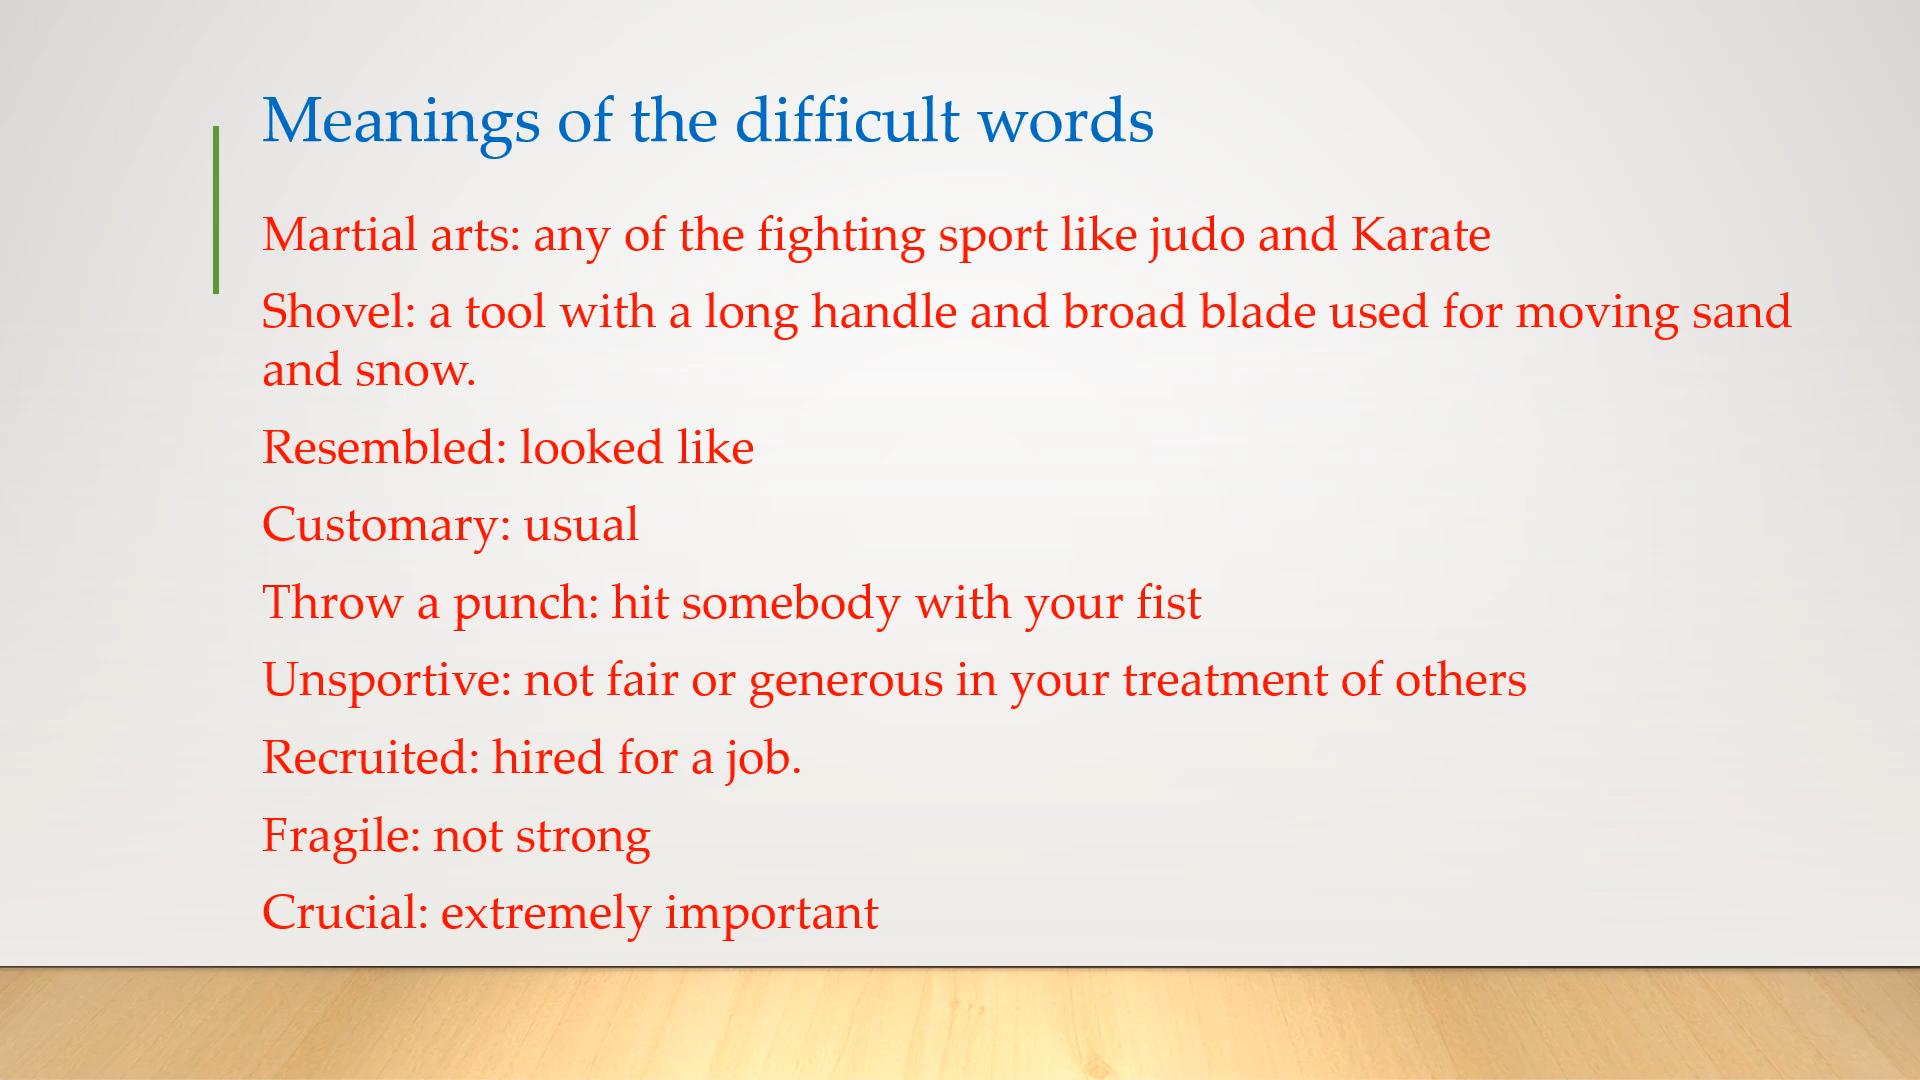 Meanings of the difficult words
Martial arts: any of the fighting sport like judo and Karate
Shovel: a tool with a long handle and broad blade used for moving sand
and snow.
Resembled: looked like
Customary: usual
Throw a punch: hit somebody with your fist
Unsportive: not fair or generous in your treatment of others
Recruited: hired for a job.
Fragile: not strong
Crucial: extremely important